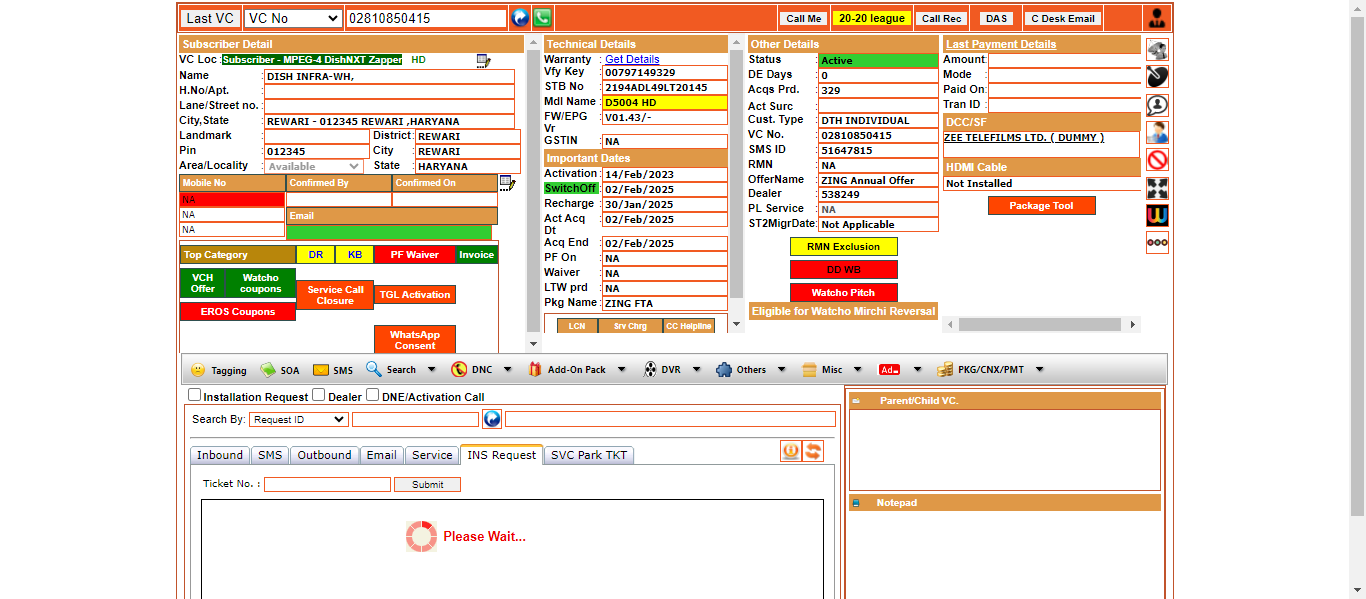 Last VC VC No 02810850415 Call Me 20-20 league Call Rec DAS C Desk Email
Subscriber Detail
VC Loc : Subscriber - MPEG-4 DishNXT Zapper HD
Name : DISH INFRA-WH,
H.No/Apt. :
Lane/Street no. :
City,State : REWARI - 012345 REWARI ,HARYANA
Landmark : District : REWARI
Pin : 012345 City : REWARI
Area/Locality : Available State : HARYANA
Mobile No Confirmed By Confirmed On
NA
NA Email
NA
Top Category DR KB PF Waiver Invoice
VCH Offer Watcho coupons Service Call Closure TGL Activation
EROS Coupons
WhatsApp Consent
Technical Details
Warranty : Get Details
Vfy Key : 00797149329
STB No : 2194ADL49LT20145
Mdl Name : D5004 HD
FW/EPG Vr : V01.43/-
GSTIN : NA
Important Dates
Activation : 14/Feb/2023
SwitchOff : 02/Feb/2025
Recharge : 30/Jan/2025
Act Acq Dt : 02/Feb/2025
Acq End : 02/Feb/2025
PF On : NA
Waiver : NA
LTW prd : NA
Pkg Name : ZING FTA
LCN Srv Chrg CC Helpline
Other Details
Status : Active
DE Days : 0
Acqs Prd. : 329
Act Surc :
Cust. Type : DTH INDIVIDUAL
VC No. : 02810850415
SMS ID : 51647815
RMN : NA
OfferName : ZING Annual Offer
Dealer : 538249
PL Service : NA
ST2MigrDate : Not Applicable
RMN Exclusion
DD WB
Watcho Pitch
Eligible for Watcho Mirchi Reversal
Last Payment Details
Amount :
Mode :
Paid On :
Tran ID :
DCC/SF
ZEE TELEFILMS LTD. ( DUMMY )
HDMI Cable
Not Installed
Package Tool
Tagging SOA SMS Search DNC Add-On Pack DVR Others Misc Ad PKG/CNX/PMT
Installation Request Dealer DNE/Activation Call
Search By: Request ID
Inbound SMS Outbound Email Service INS Request SVC Park TKT
Ticket No. : Submit
Please Wait...
Parent/Child VC.
Notepad